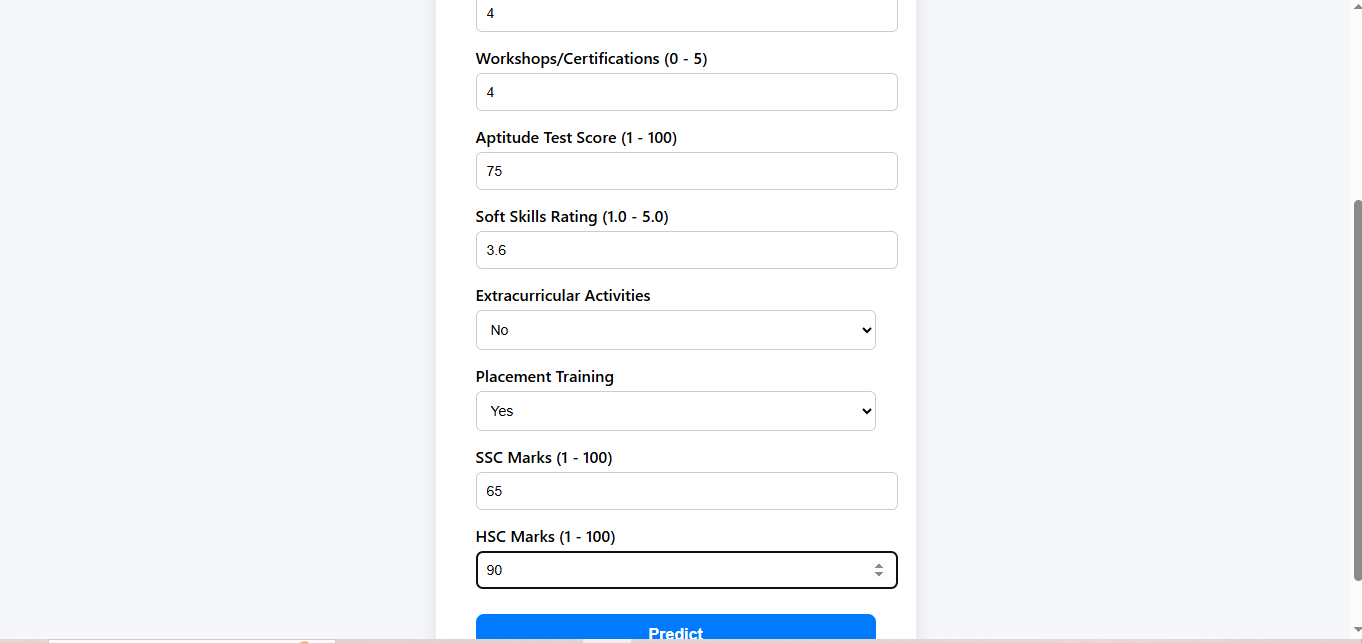 4
Workshops/Certifications (0 - 5)
4
Aptitude Test Score (1 - 100)
75
Soft Skills Rating (1.0 - 5.0)
3.6
Extracurricular Activities
No
Placement Training
Yes
SSC Marks (1 - 100)
65
HSC Marks (1 - 100)
90
Predict